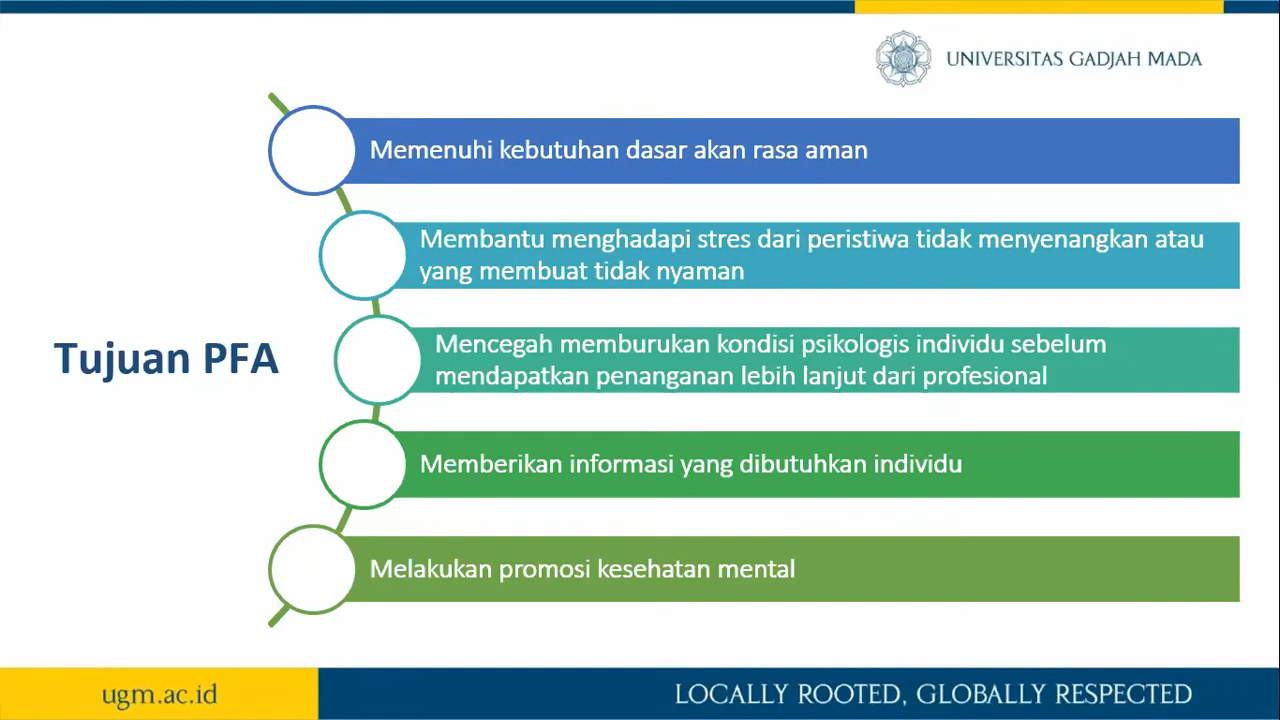 UNIVERSITAS GADJAH MADA
Tujuan PFA
Memenuhi kebutuhan dasar akan rasa aman
Membantu menghadapi stres dari peristiwa tidak menyenangkan atau
yang membuat tidak nyaman
Mencegah memburukan kondisi psikologis individu sebelum
mendapatkan penanganan lebih lanjut dari profesional
Memberikan informasi yang dibutuhkan individu
Melakukan promosi kesehatan mental
ugm.ac.id
LOCALLY ROOTED, GLOBALLY RESPECTED